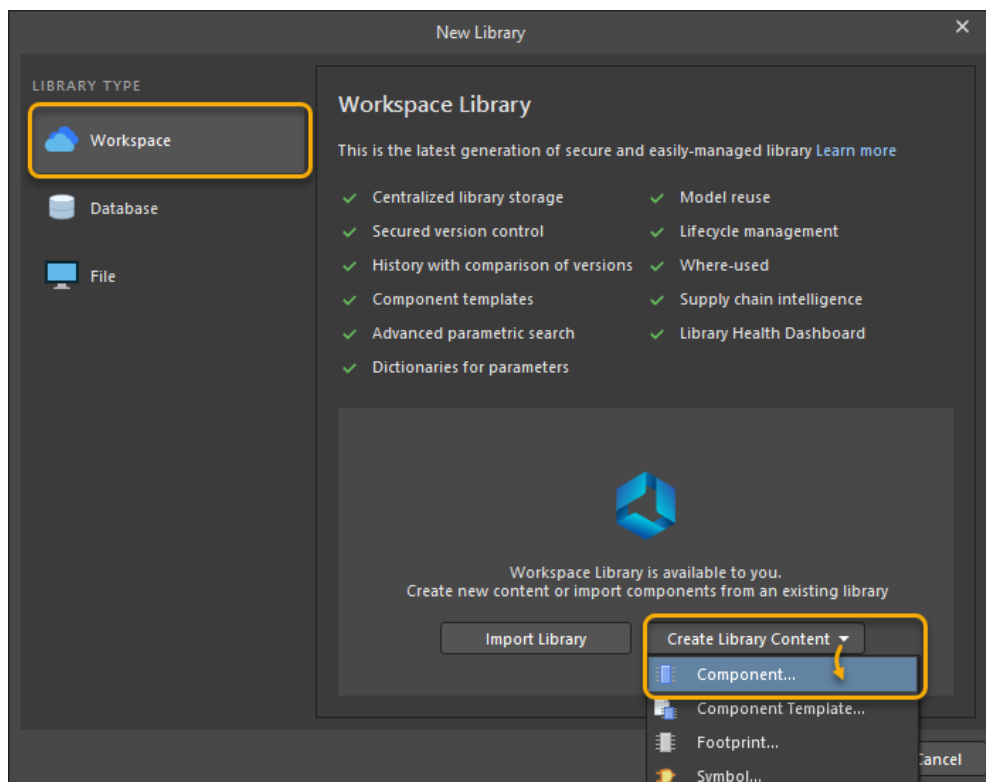 New Library
LIBRARY TYPE
Workspace
Database
File
Workspace Library
This is the latest generation of secure and easily-managed library Learn more
Centralized library storage
Model reuse
Secured version control
Lifecycle management
History with comparison of versions
Where-used
Component templates
Supply chain intelligence
Advanced parametric search
Library Health Dashboard
Dictionaries for parameters
Workspace Library is available to you.
Create new content or import components from an existing library
Import Library
Create Library Content
Component...
Component Template...
Footprint...
Symbol...
Cancel